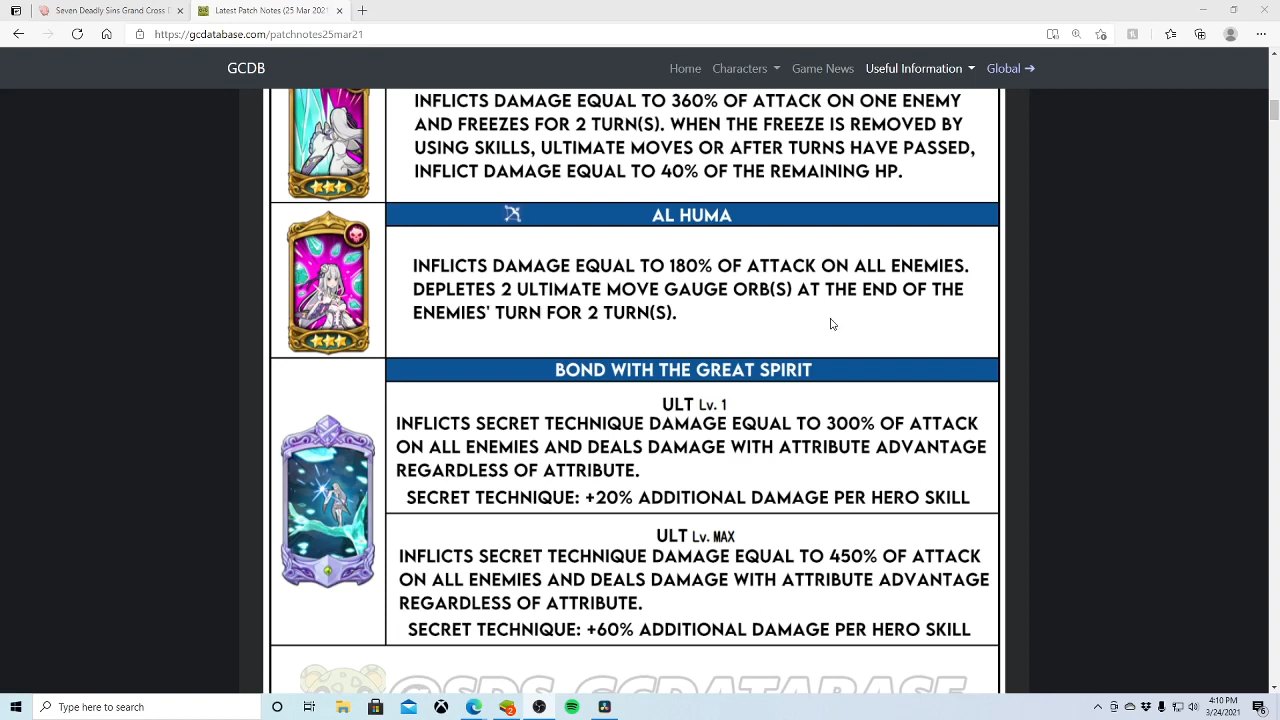 Seven Deadly Sins Grand Cross
Latest Patch Notes (25 Mar 2021
https://gcdatabase.com/patchnotes25mar21
GCDB
Home
Characters
Game News
Useful Information
Global →
INFLICTS DAMAGE EQUAL TO 360% OF ATTACK ON ONE ENEMY
AND FREEZES FOR 2 TURN(S). WHEN THE FREEZE IS REMOVED BY
USING SKILLS, ULTIMATE MOVES OR AFTER TURNS HAVE PASSED,
INFLICT DAMAGE EQUAL TO 40% OF THE REMAINING HP.
AL HUMA
INFLICTS DAMAGE EQUAL TO 180% OF ATTACK ON ALL ENEMIES.
DEPLETES 2 ULTIMATE MOVE GAUGE ORB(S) AT THE END OF THE
ENEMIES' TURN FOR 2 TURN(S).
BOND WITH THE GREAT SPIRIT
ULT Lv. 1
INFLICTS SECRET TECHNIQUE DAMAGE EQUAL TO 300% OF ATTACK
ON ALL ENEMIES AND DEALS DAMAGE WITH ATTRIBUTE ADVANTAGE
REGARDLESS OF ATTRIBUTE.
SECRET TECHNIQUE: +20% ADDITIONAL DAMAGE PER HERO SKILL
ULT Lv. MAX
INFLICTS SECRET TECHNIQUE DAMAGE EQUAL TO 450% OF ATTACK
ON ALL ENEMIES AND DEALS DAMAGE WITH ATTRIBUTE ADVANTAGE
REGARDLESS OF ATTRIBUTE.
SECRET TECHNIQUE: +60% ADDITIONAL DAMAGE PER HERO SKILL
Type here to search
4:10 PM
3/24/2021